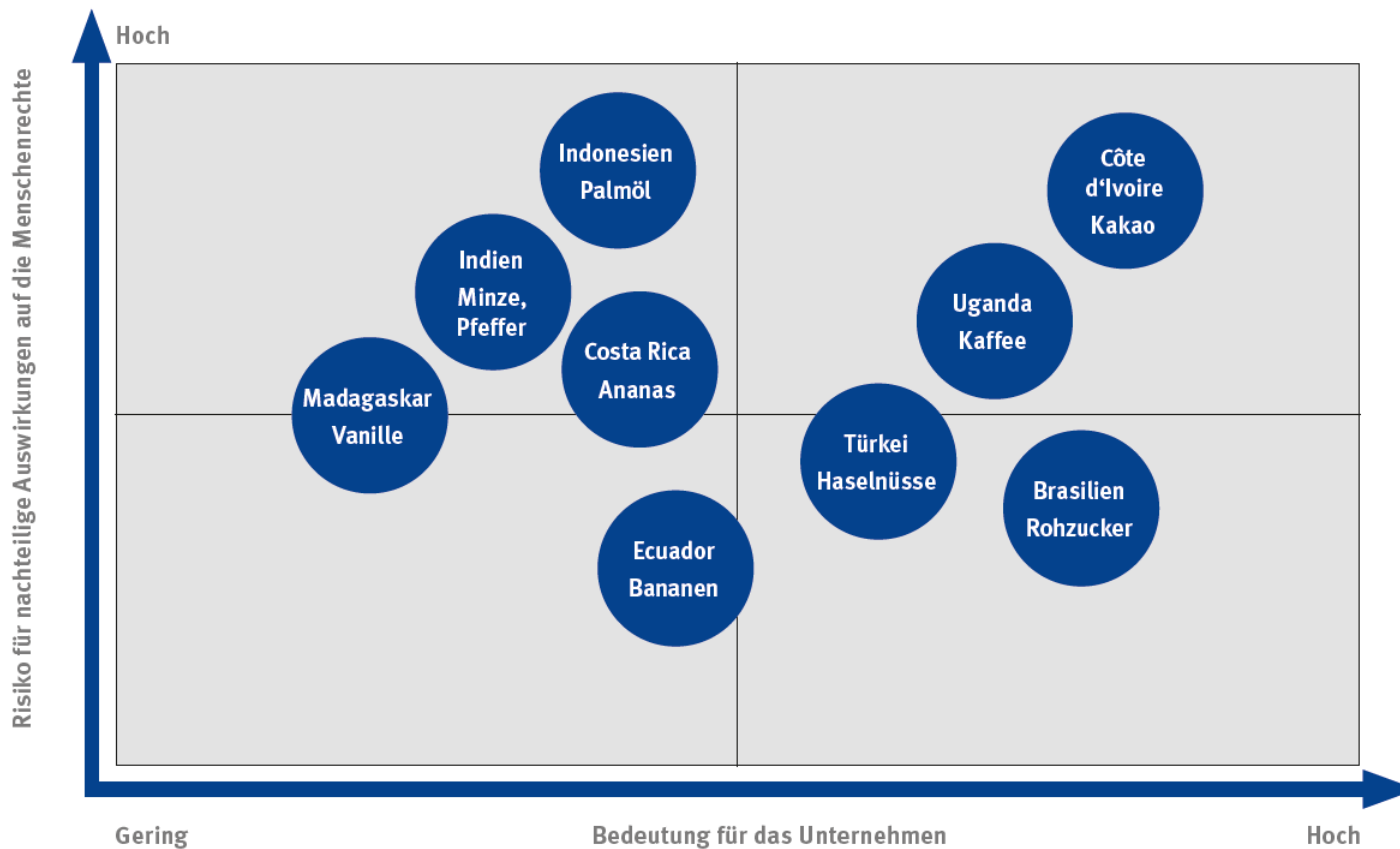 Hoch
Risiko für nachteilige Auswirkungen auf die Menschenrechte
Indonesien
Palmöl
Côte
d‘Ivoire
Kakao
Indien
Minze,
Pfeffer
Uganda
Kaffee
Costa Rica
Ananas
Madagaskar
Vanille
Türkei
Haselnüsse
Brasilien
Rohzucker
Ecuador
Bananen
Gering
Bedeutung für das Unternehmen
Hoch